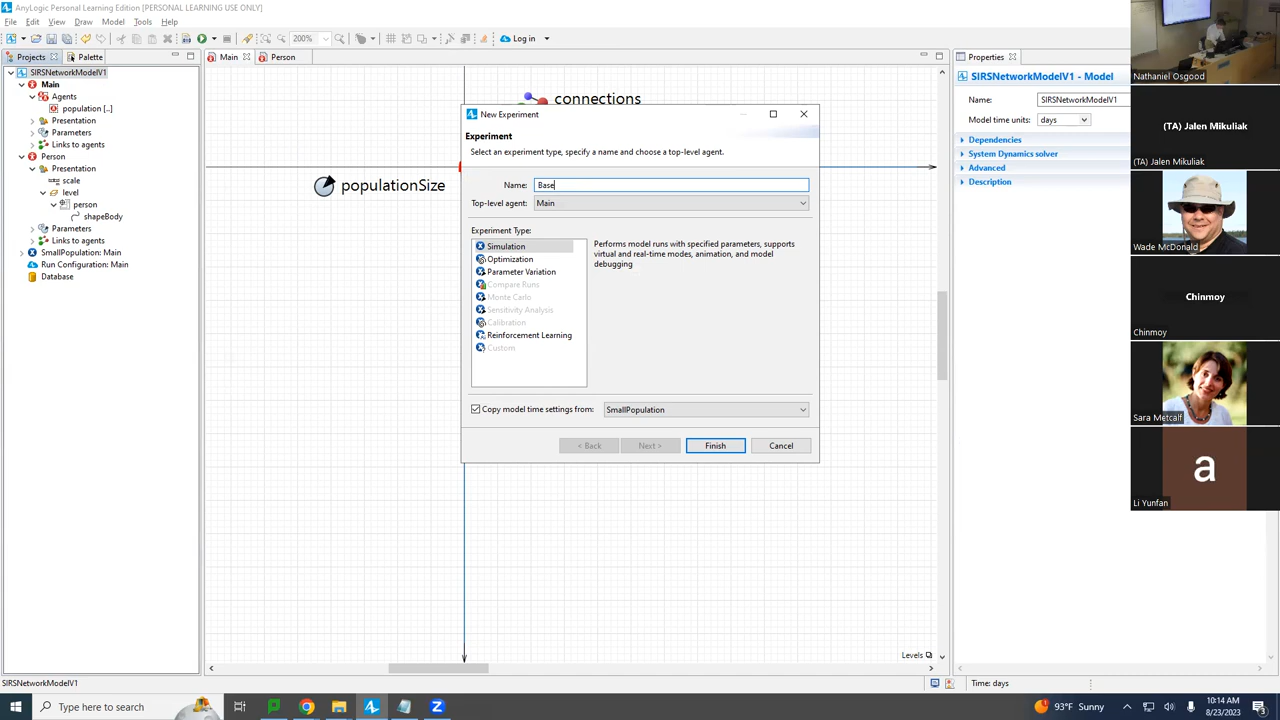 AnyLogic Personal Learning Edition [PERSONAL LEARNING USE ONLY]
File Edit View Draw Model Tools Help
200% Log in
Projects Palette
Main Person
Properties
SIRSNetworkModelV1
Main
Agents
population [..]
Presentation
Parameters
Links to agents
Person
Presentation
scale
level
person
shapeBody
Parameters
Links to agents
SmallPopulation: Main
Run Configuration: Main
Database
connections
populationSize
New Experiment
Experiment
Select an experiment type, specify a name and choose a top-level agent.
Name: Base
Top-level agent: Main
Experiment Type:
Simulation
Optimization
Parameter Variation
Compare Runs
Monte Carlo
Sensitivity Analysis
Calibration
Reinforcement Learning
Custom
Performs model runs with specified parameters, supports
virtual and real-time modes, animation, and model
debugging
Copy model time settings from: SmallPopulation
< Back Next > Finish Cancel
SIRSNetworkModelV1 - Model
Name: SIRSNetworkModelV1
Model time units: days
Dependencies
System Dynamics solver
Advanced
Description
Nathaniel Osgood
(TA) Jalen Mikuliak
(TA) Jalen Mikuliak
Wade McDonald
Chinmoy
Chinmoy
Sara Metcalf
a
Li Yunfan
Levels
SIRSNetworkModelV1
Time: days
Type here to search
93°F Sunny
10:14 AM
8/23/2023
3